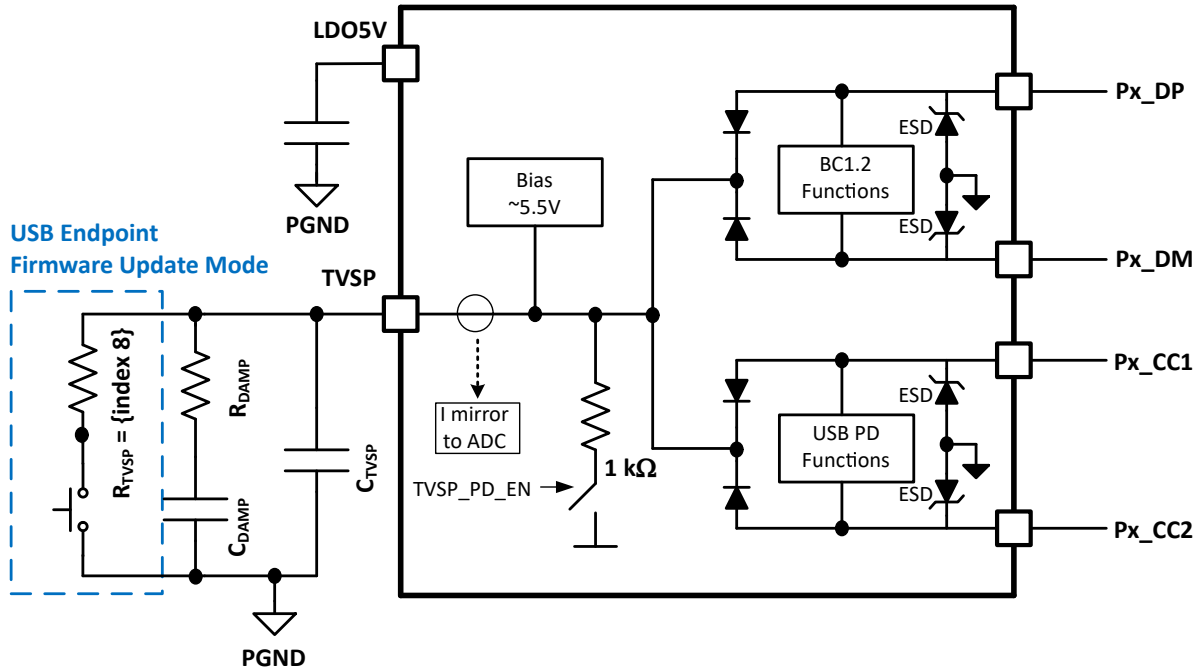 LDO5V
Px_DP
ESD
BC1.2
Functions
Bias
~5.5V
PGND
ESD
USB Endpoint
Firmware Update Mode
TVSP
Px_DM
RTVSP = {index 8}
RDAMP
CDAMP
CTVSP
I mirror
to ADC
1 kΩ
TVSP_PD_EN
Px_CC1
ESD
USB PD
Functions
ESD
Px_CC2
PGND